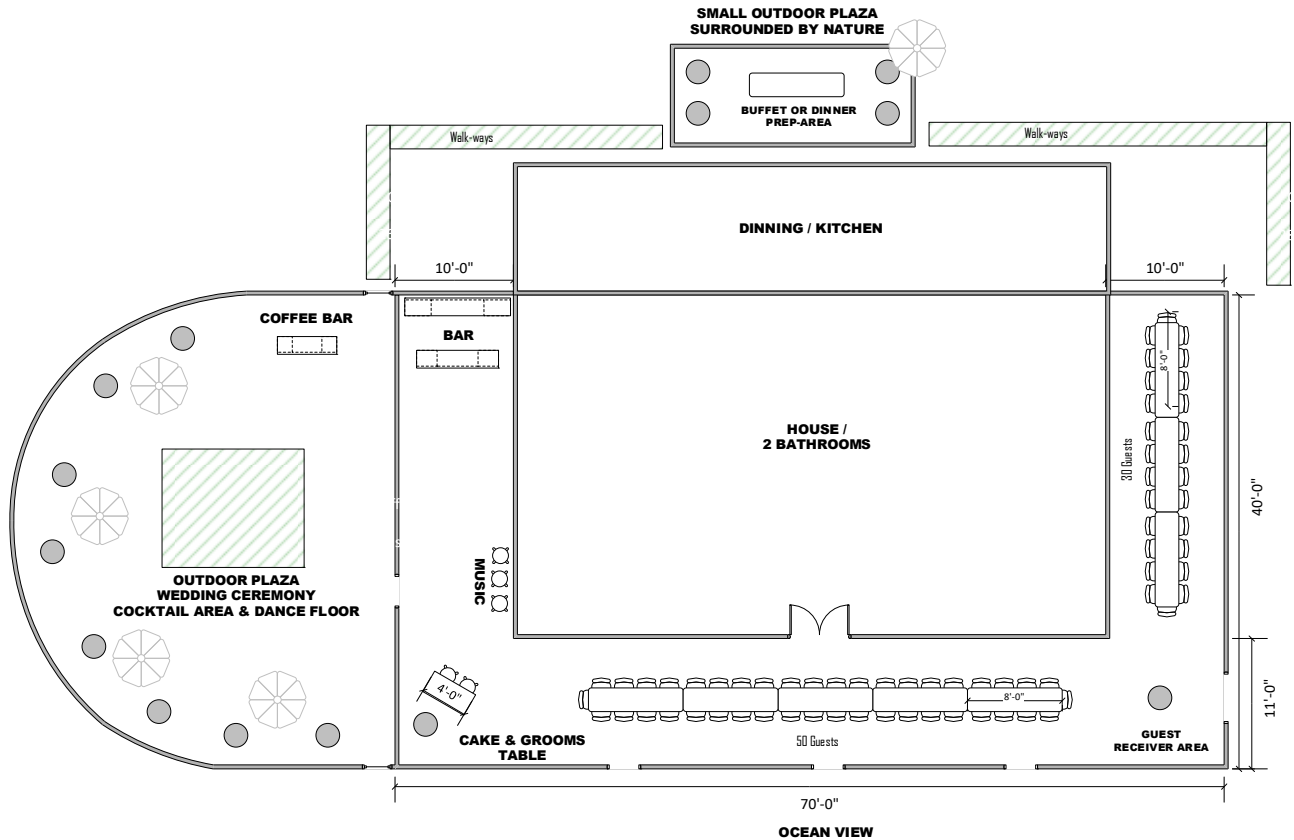 SMALL OUTDOOR PLAZA
SURROUNDED BY NATURE
BUFFET OR DINNER
PREP-AREA
Walk-ways
Walk-ways
DINNING / KITCHEN
10'-0"
10'-0"
COFFEE BAR
BAR
8'-0"
HOUSE /
2 BATHROOMS
30 Guests
40'-0"
MUSIC
OUTDOOR PLAZA
WEDDING CEREMONY
COCKTAIL AREA & DANCE FLOOR
4'-0"
8'-0"
11'-0"
CAKE & GROOMS
TABLE
50 Guests
GUEST
RECEIVER AREA
70'-0"
OCEAN VIEW